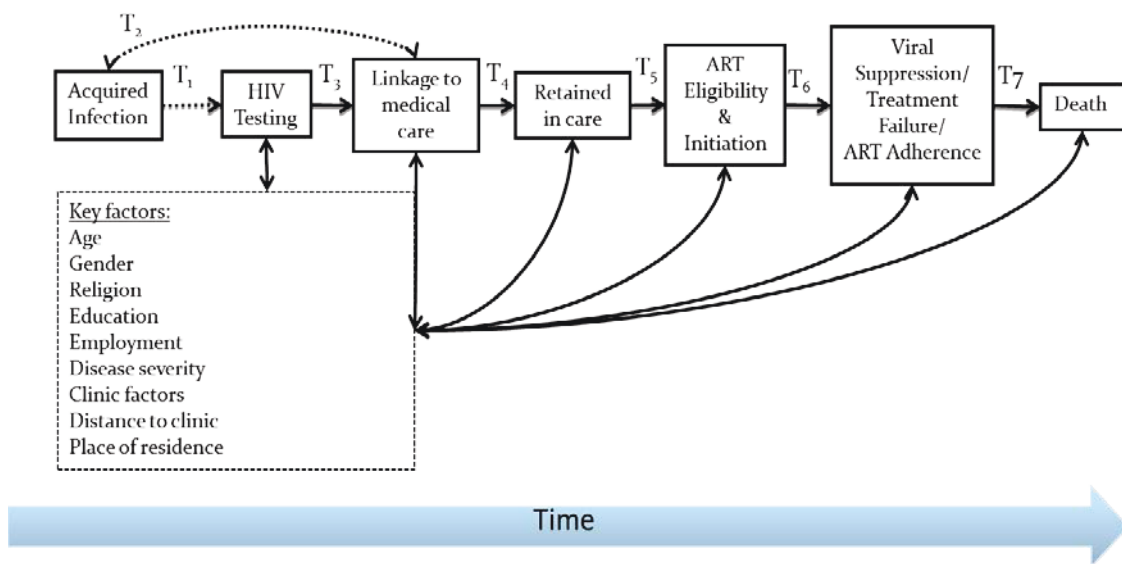 T2
Acquired
Infection
T1
HIV
Testing
T3
Linkage to
medical
care
T4
Retained
in care
T5
ART
Eligibility
&
Initiation
T6
Viral
Suppression/
Treatment
Failure/
ART Adherence
T7
Death
Key factors:
Age
Gender
Religion
Education
Employment
Disease severity
Clinic factors
Distance to clinic
Place of residence
Time